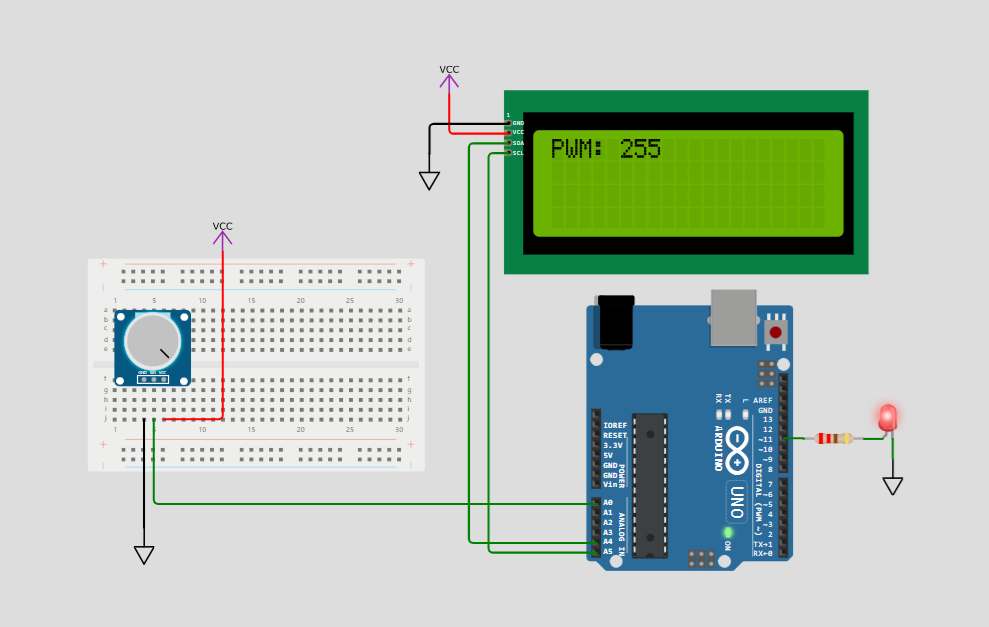 VCC
1
GND
VCC
SDA
SCL
PWM: 255
VCC
1 5 10 15 20 25 30
a a
b b
c c
d d
e e
GND SIG VCC
f f
g g
h h
i i
j j
1 5 10 15 20 25 30
RX
TX
L
AREF
GND
13
12
~11
~10
~9
8
7
~6
~5
4
~3
2
TX→1
RX←0
DIGITAL (PWM ~)
IOREF
RESET
3.3V
5V
GND
GND
Vin
POWER
A0
A1
A2
A3
A4
A5
ANALOG IN
ARDUINO
UNO
ON